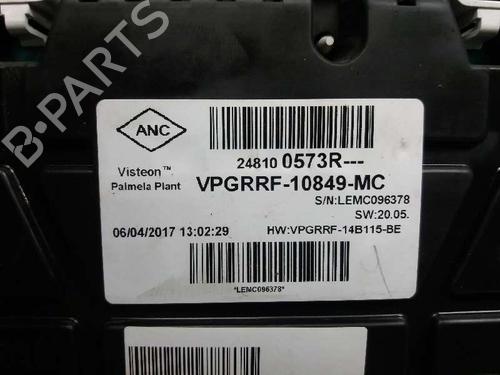 B-PARTS
ANC
Visteon™
Palmela Plant
24810 0573R---
VPGRRF-10849-MC
S/N:LEMC096378
SW:20.05.
06/04/2017 13:02:29
HW:VPGRRF-14B115-BE
*LEMC096378*